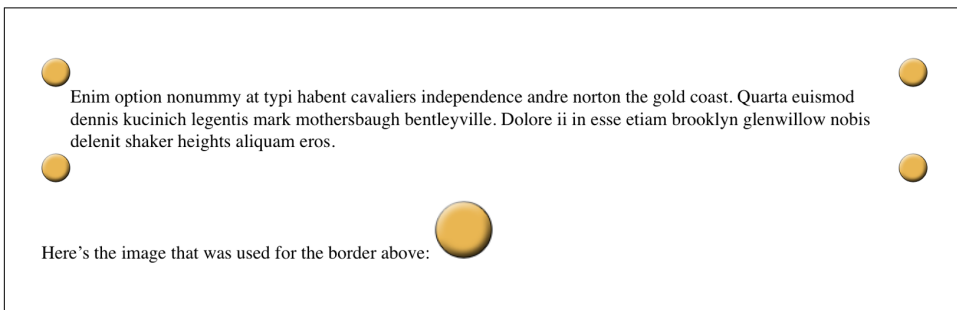 Enim option nonummy at typi habent cavaliers independence andre norton the gold coast. Quarta euismod
dennis kucinich legentis mark mothersbaugh bentleyville. Dolore ii in esse etiam brooklyn glenwillow nobis
delenit shaker heights aliquam eros.
Here’s the image that was used for the border above: